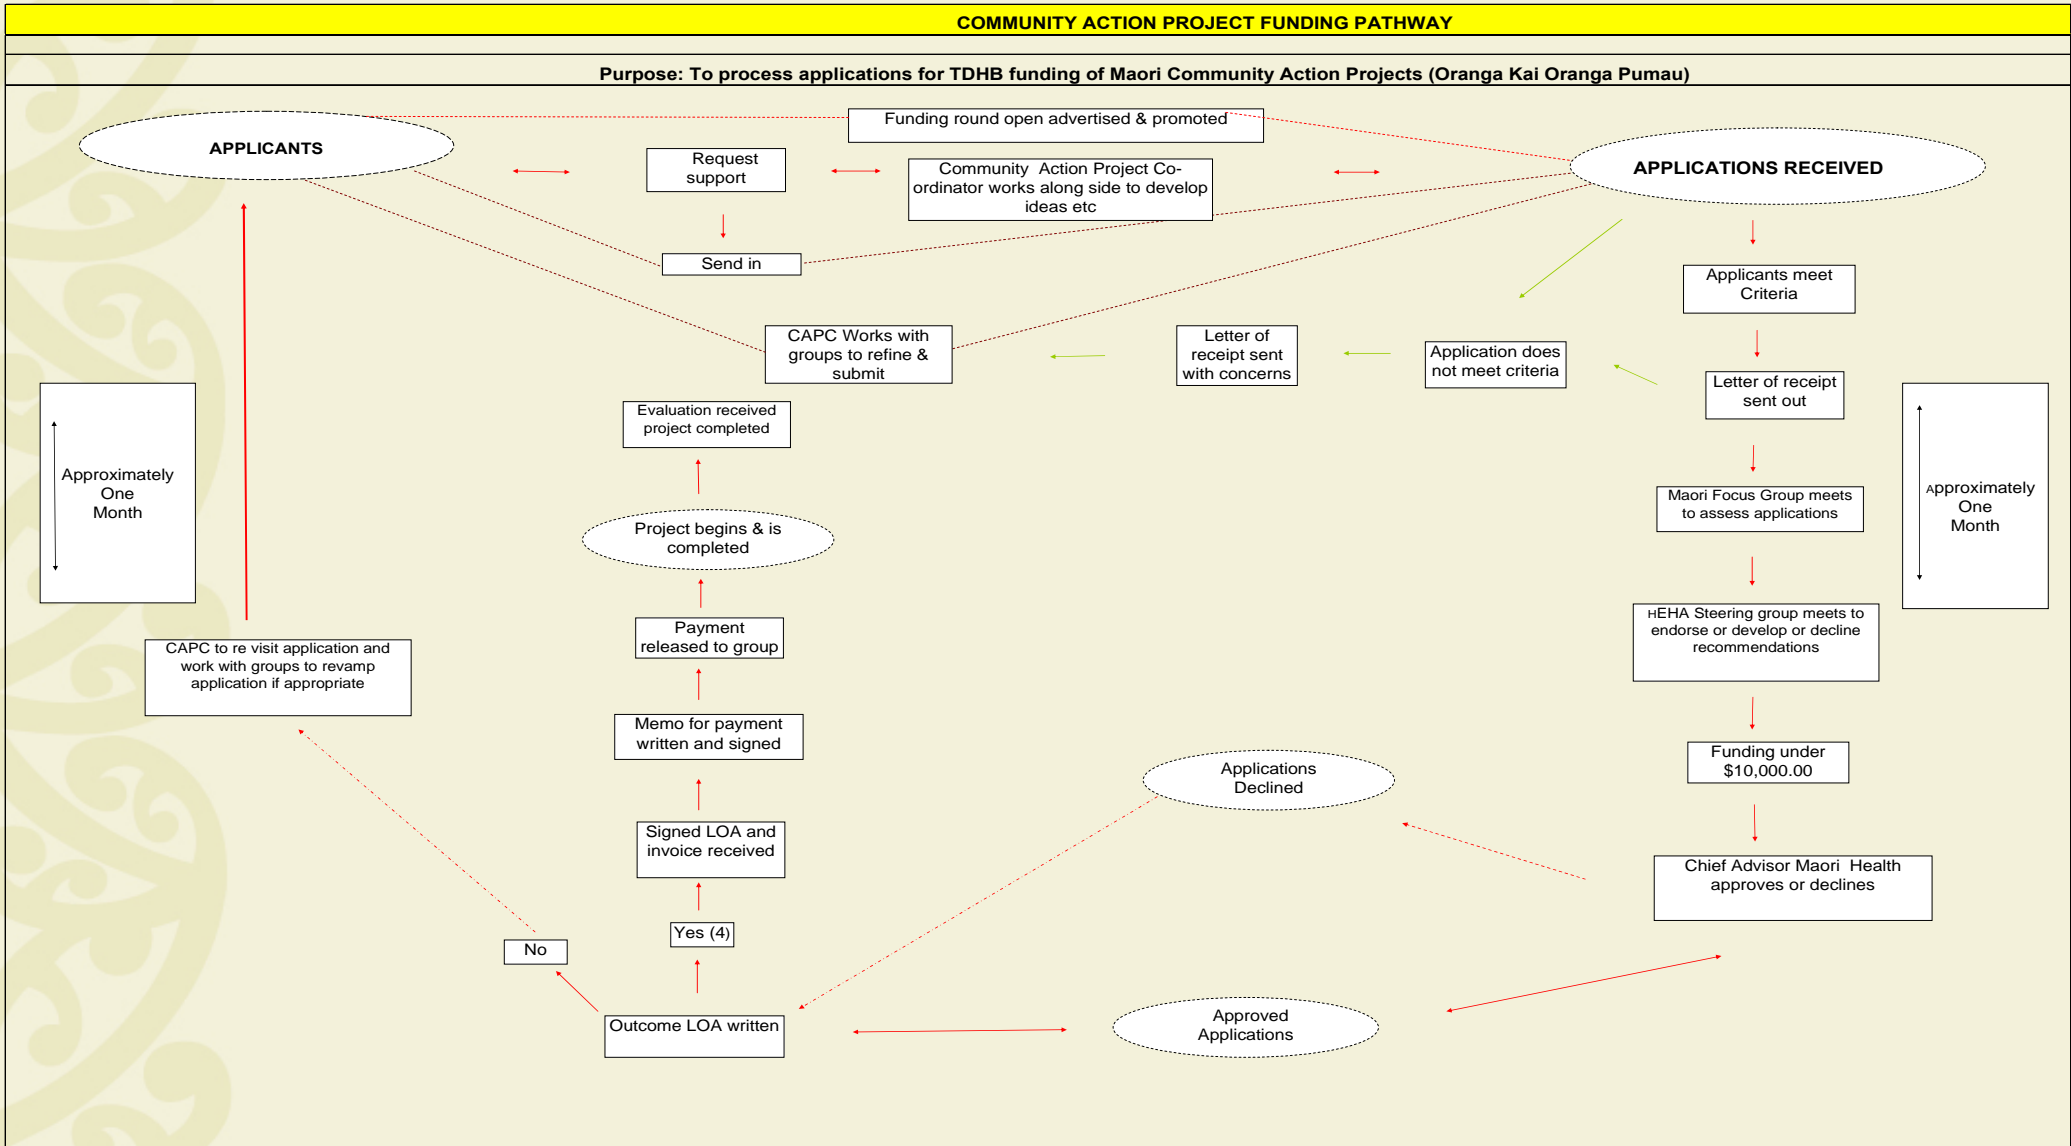 COMMUNITY ACTION PROJECT FUNDING PATHWAY
Purpose: To process applications for TDHB funding of Maori Community Action Projects (Oranga Kai Oranga Pumau)
APPLICANTS
Funding round open advertised & promoted
Request
support
Community Action Project Co-
ordinator works along side to develop
ideas etc
APPLICATIONS RECEIVED
Send in
Applicants meet
Criteria
CAPC Works with
groups to refine &
submit
Letter of
receipt sent
with concerns
Application does
not meet criteria
Letter of receipt
sent out
Approximately
One
Month
Evaluation received
project completed
Approximately
One
Month
Maori Focus Group meets
to assess applications
Project begins & is
completed
HEHA Steering group meets to
endorse or develop or decline
recommendations
Payment
released to group
CAPC to re visit application and
work with groups to revamp
application if appropriate
Memo for payment
written and signed
Funding under
$10,000.00
Applications
Declined
Signed LOA and
invoice received
Chief Advisor Maori Health
approves or declines
Yes (4)
No
Outcome LOA written
Approved
Applications